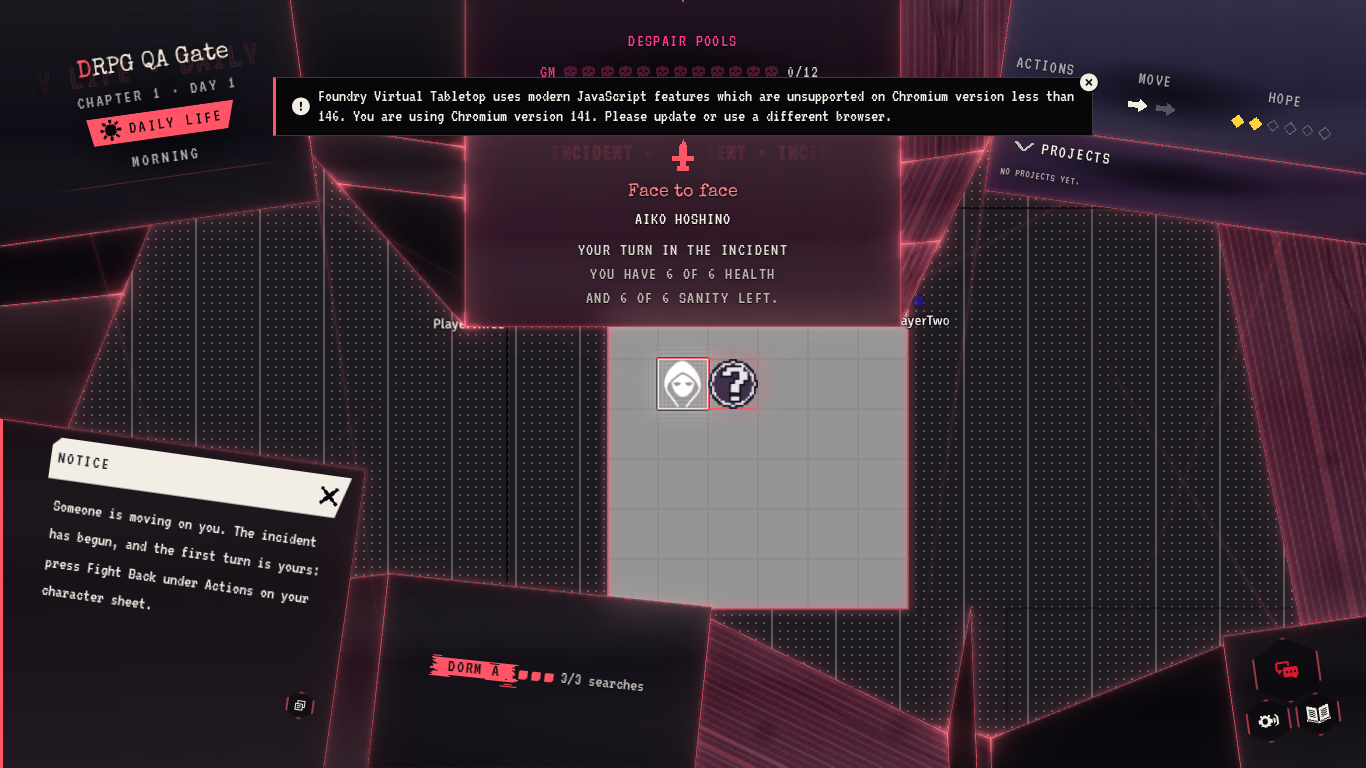 DRPG QA Gate
CHAPTER 1 · DAY 1
DAILY LIFE
MORNING
DESPAIR POOLS
GM 0/12
Foundry Virtual Tabletop uses modern JavaScript features which are unsupported on Chromium version less than
146. You are using Chromium version 141. Please update or use a different browser.
ACTIONS
MOVE
HOPE
PROJECTS
NO PROJECTS YET.
INCIDENT
Face to face
AIKO HOSHINO
YOUR TURN IN THE INCIDENT
YOU HAVE 6 OF 6 HEALTH
AND 6 OF 6 SANITY LEFT.
ayerTwo
NOTICE
Someone is moving on you. The incident
has begun, and the first turn is yours:
press Fight Back under Actions on your
character sheet.
DORM A 3/3 searches